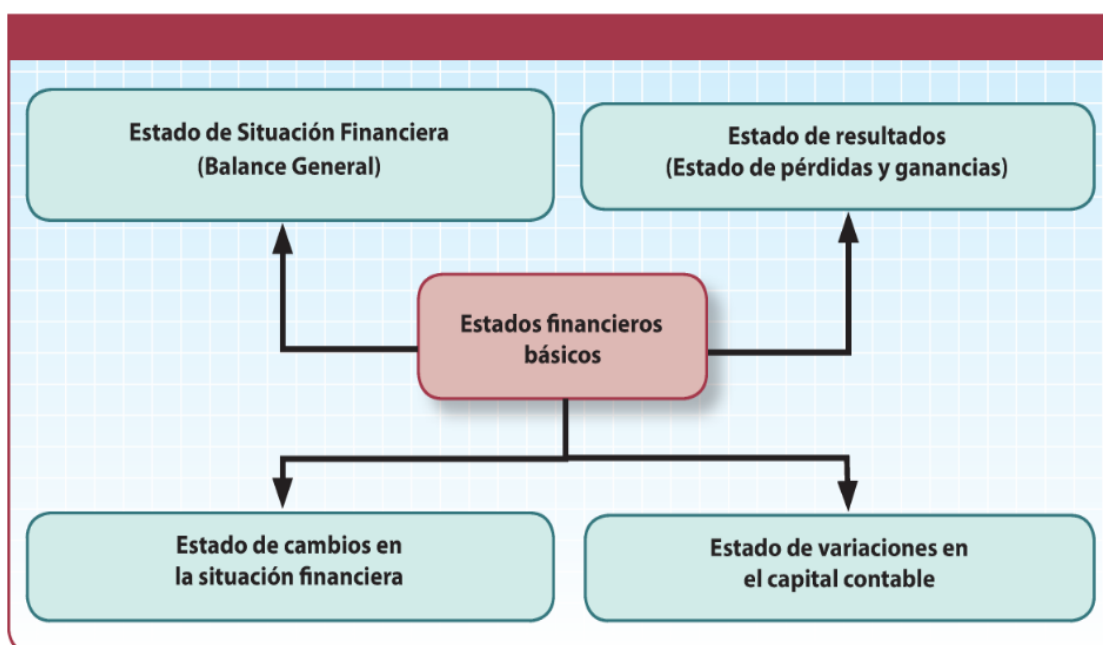 Estado de Situación Financiera
(Balance General)
Estado de resultados
(Estado de pérdidas y ganancias)
Estados financieros
básicos
Estado de cambios en
la situación financiera
Estado de variaciones en
el capital contable